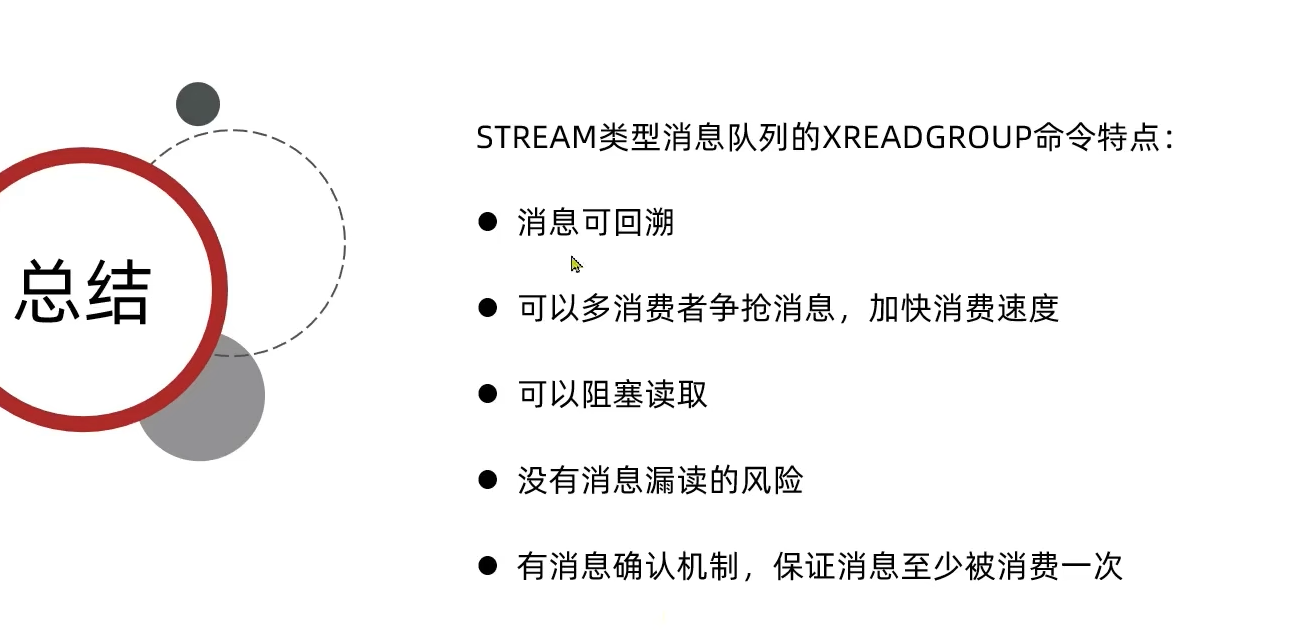 总结
STREAM类型消息队列的XREADGROUP命令特点：
● 消息可回溯
● 可以多消费者争抢消息，加快消费速度
● 可以阻塞读取
● 没有消息漏读的风险
● 有消息确认机制，保证消息至少被消费一次